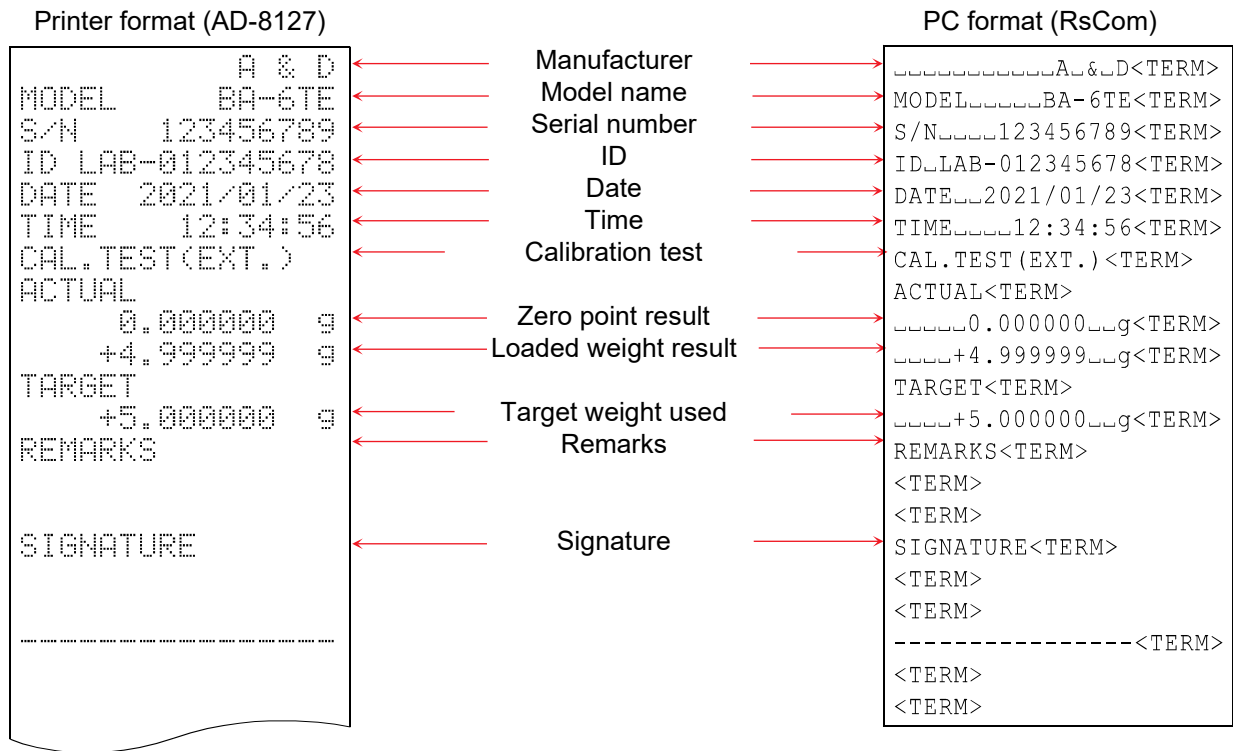 Printer format (AD-8127)
A & D
MODEL     BA-6TE
S/N    123456789
ID LAB-012345678
DATE  2021/01/23
TIME    12:34:56
CAL.TEST(EXT.)
ACTUAL
0.000000  g
+4.999999  g
TARGET
+5.000000  g
REMARKS
SIGNATURE
----------------
Manufacturer
Model name
Serial number
ID
Date
Time
Calibration test
Zero point result
Loaded weight result
Target weight used
Remarks
Signature
PC format (RsCom)
␣␣␣␣␣␣␣␣␣␣␣A␣&␣D<TERM>
MODEL␣␣␣␣␣BA-6TE<TERM>
S/N␣␣␣␣123456789<TERM>
ID␣LAB-012345678<TERM>
DATE␣␣2021/01/23<TERM>
TIME␣␣␣␣12:34:56<TERM>
CAL.TEST(EXT.)<TERM>
ACTUAL<TERM>
␣␣␣␣␣0.000000␣␣g<TERM>
␣␣␣␣+4.999999␣␣g<TERM>
TARGET<TERM>
␣␣␣␣+5.000000␣␣g<TERM>
REMARKS<TERM>
<TERM>
<TERM>
SIGNATURE<TERM>
<TERM>
<TERM>
----------------<TERM>
<TERM>
<TERM>